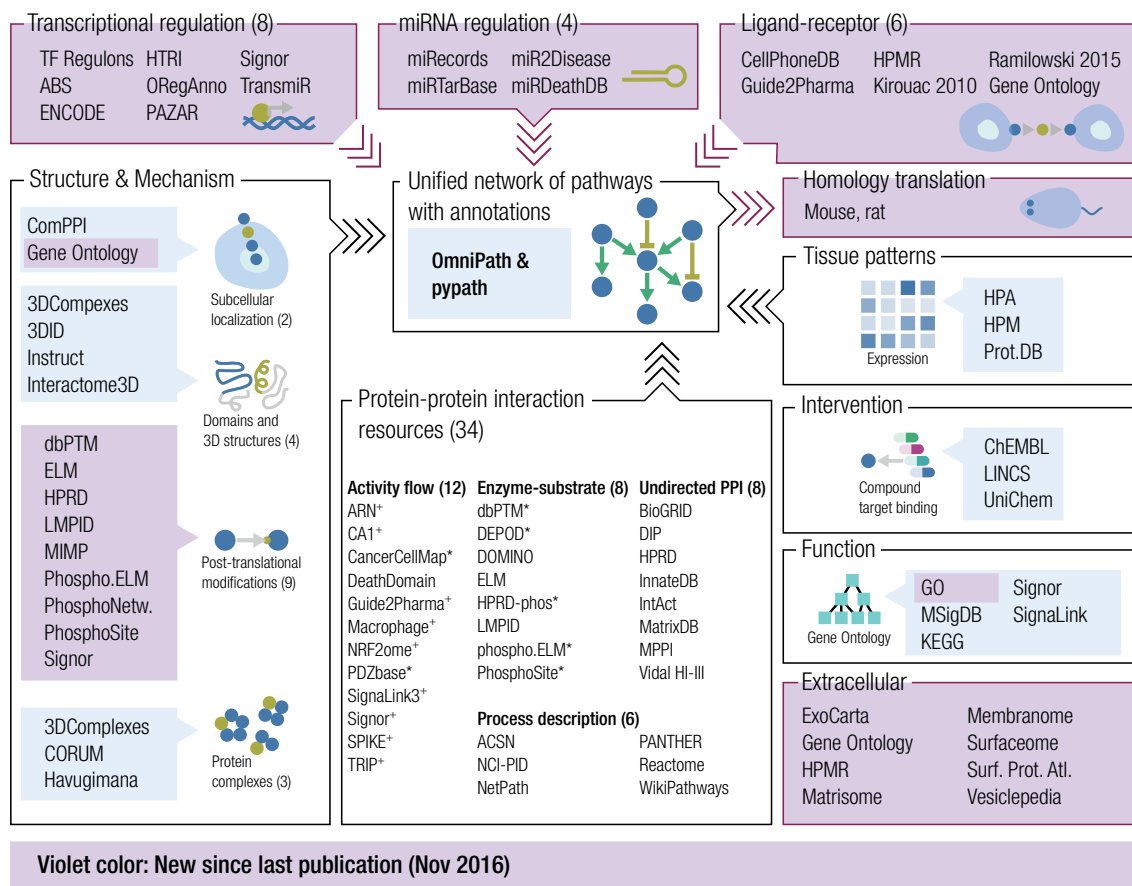 Transcriptional regulation (8)
TF Regulons HTRI Signor
ABS ORegAnno TransmiR
ENCODE PAZAR
miRNA regulation (4)
miRecords miR2Disease
miRTarBase miRDeathDB
Ligand-receptor (6)
CellPhoneDB HPMR Ramilowski 2015
Guide2Pharma Kirouac 2010 Gene Ontology
Structure & Mechanism
ComPPI
Gene Ontology
Subcellular
localization (2)
3DCompexes
3DID
Instruct
Interactome3D
Domains and
3D structures (4)
dbPTM
ELM
HPRD
LMPID
MIMP
Phospho.ELM
PhosphoNetw.
PhosphoSite
Signor
Post-translational
modifications (9)
3DComplexes
CORUM
Havugimana
Protein
complexes (3)
Unified network of pathways
with annotations
OmniPath &
pypath
Protein-protein interaction
resources (34)
Activity flow (12)
ARN⁺
CA1⁺
CancerCellMap*
DeathDomain
Guide2Pharma⁺
Macrophage⁺
NRF2ome⁺
PDZbase*
SignaLink3⁺
Signor⁺
SPIKE⁺
TRIP⁺
Enzyme-substrate (8)
dbPTM*
DEPOD*
DOMINO
ELM
HPRD-phos*
LMPID
phospho.ELM*
PhosphoSite*
Undirected PPI (8)
BioGRID
DIP
HPRD
InnateDB
IntAct
MatrixDB
MPPI
Vidal HI-III
Process description (6)
ACSN PANTHER
NCI-PID Reactome
NetPath WikiPathways
Homology translation
Mouse, rat
Tissue patterns
Expression
HPA
HPM
Prot.DB
Intervention
Compound
target binding
ChEMBL
LINCS
UniChem
Function
Gene Ontology
GO Signor
MSigDB SignaLink
KEGG
Extracellular
ExoCarta Membranome
Gene Ontology Surfaceome
HPMR Surf. Prot. Atl.
Matrisome Vesiclepedia
Violet color: New since last publication (Nov 2016)